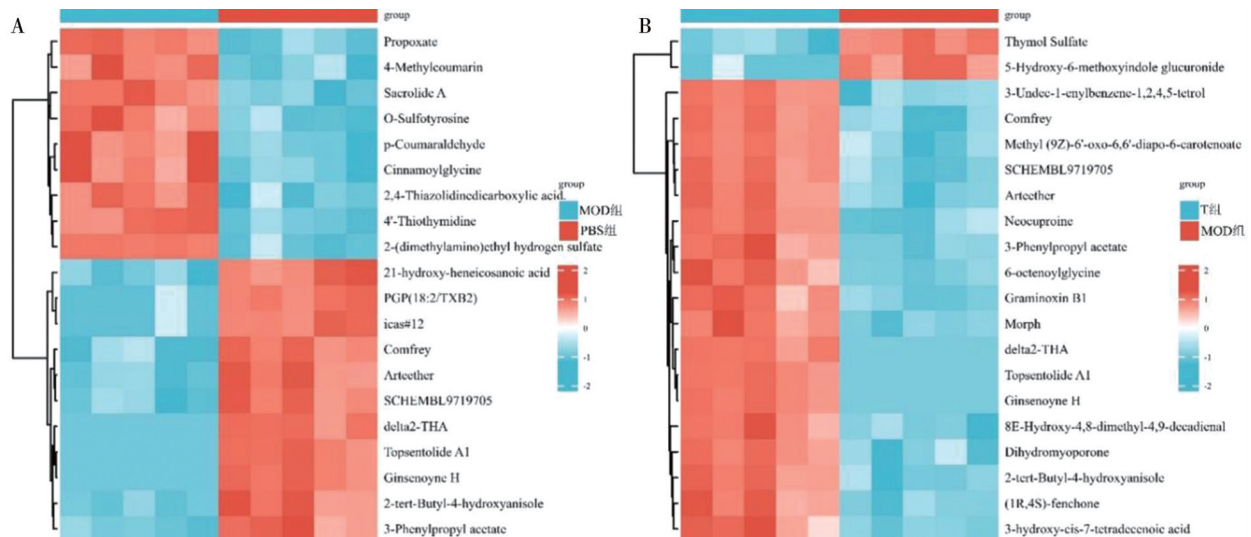 A
group
Propoxate
4-Methylcoumarin
Sacrolide A
O-Sulfotyrosine
p-Coumaraldehyde
Cinnamoylglycine
2,4-Thiazolidinedicarboxylic acid
4'-Thiothymidine
2-(dimethylamino)ethyl hydrogen sulfate
21-hydroxy-heneicosanoic acid
PGP(18:2/TXB2)
icas#12
Comfrey
Arteether
SCHEMBL9719705
delta2-THA
Topsentolide A1
Ginsenoyne H
2-tert-Butyl-4-hydroxyanisole
3-Phenylpropyl acetate
group
MOD组
PBS组
2
1
0
-1
-2
B
group
Thymol Sulfate
5-Hydroxy-6-methoxyindole glucuronide
3-Undec-1-enylbenzene-1,2,4,5-tetrol
Comfrey
Methyl (9Z)-6'-oxo-6,6'-diapo-6-carotenoate
SCHEMBL9719705
Arteether
Neocuproine
3-Phenylpropyl acetate
6-octenoylglycine
Graminoxin B1
Morph
delta2-THA
Topsentolide A1
Ginsenoyne H
8E-Hydroxy-4,8-dimethyl-4,9-decadienal
Dihydromyoporone
2-tert-Butyl-4-hydroxyanisole
(1R,4S)-fenchone
3-hydroxy-cis-7-tetradecenoic acid
group
T组
MOD组
2
1
0
-1
-2